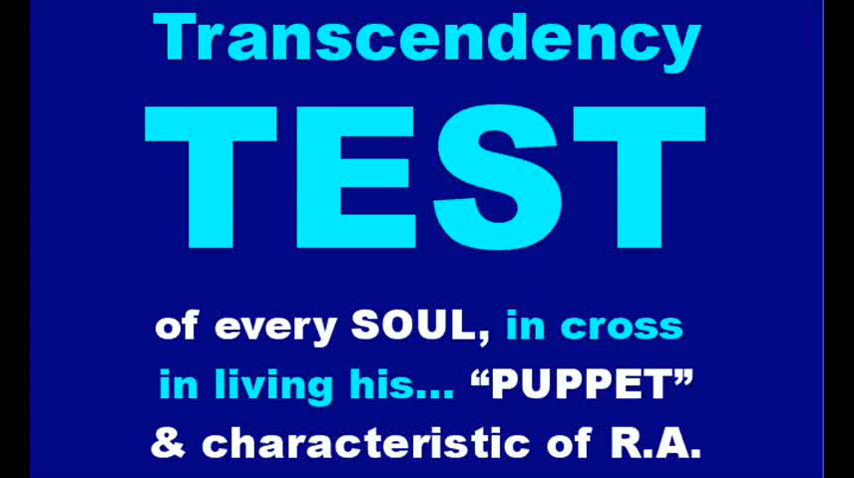 Transcendency
TEST
of every SOUL, in cross
in living his... “PUPPET”
& characteristic of R.A.